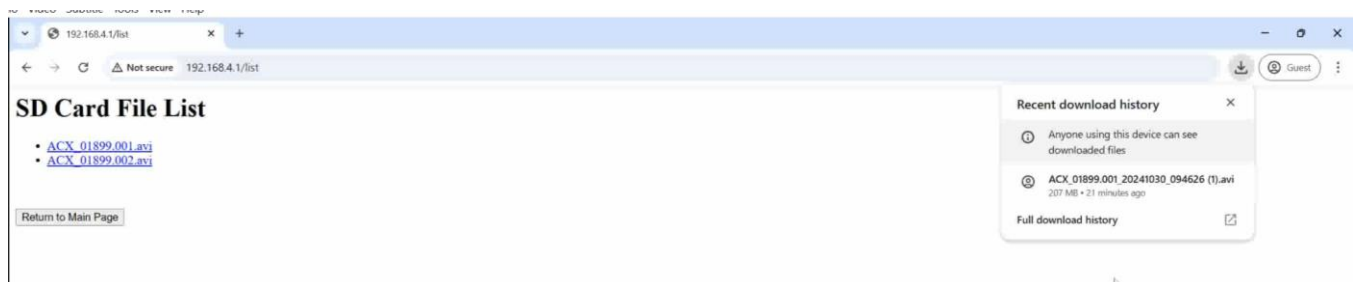 Video Subtitle Tools View Help
192.168.4.1/list
Not secure 192.168.4.1/list
Guest
SD Card File List
ACX_01899.001.avi
ACX_01899.002.avi
Return to Main Page
Recent download history
Anyone using this device can see
downloaded files
ACX_01899.001_20241030_094626 (1).avi
207 MB • 21 minutes ago
Full download history